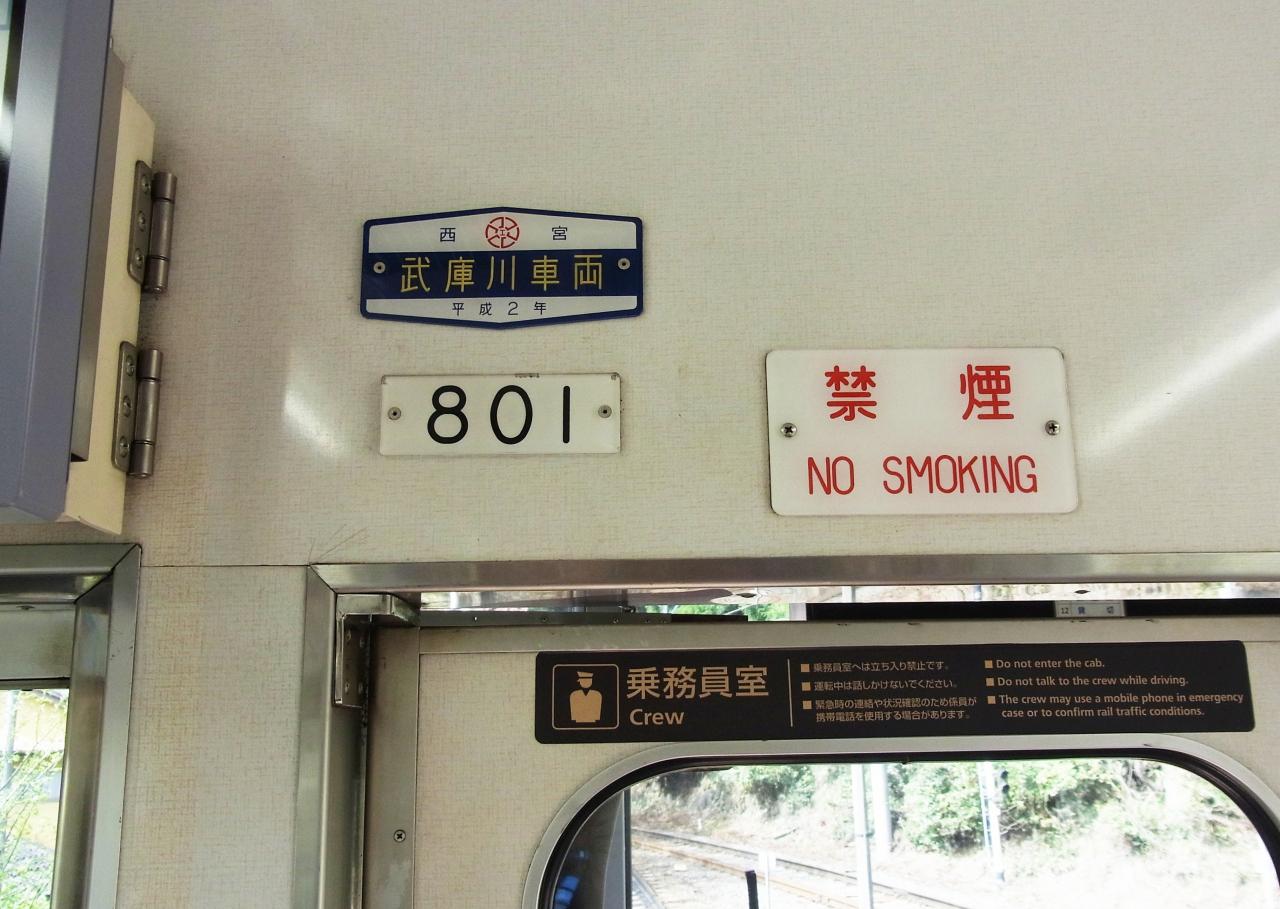 西 宮
武庫川車両
平成2年
801
禁 煙
NO SMOKING
12 貸切
乗務員室
Crew
■乗務員室へは立ち入り禁止です。
■運転中は話しかけないでください。
■緊急時の連絡や状況確認のため係員が
携帯電話を使用する場合があります。
■Do not enter the cab.
■Do not talk to the crew while driving.
■The crew may use a mobile phone in emergency
case or to confirm rail traffic conditions.